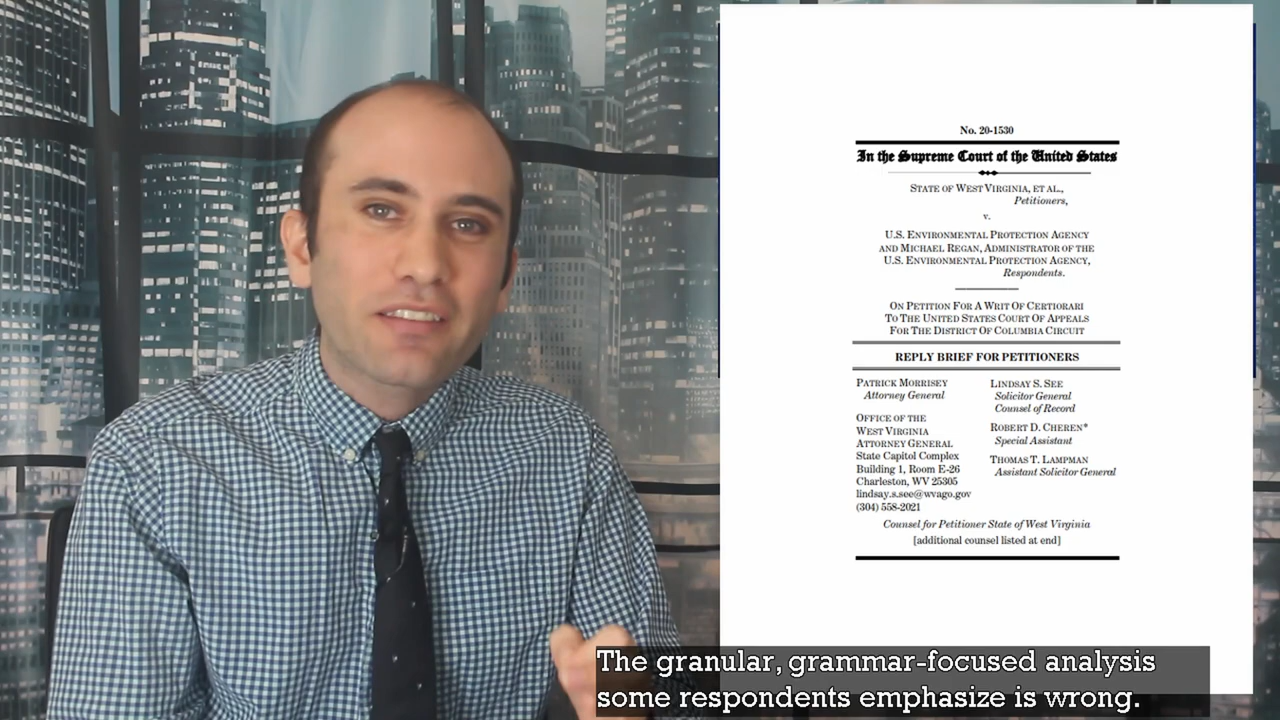 No. 20-1530
In the Supreme Court of the United States
STATE OF WEST VIRGINIA, ET AL.,
Petitioners,
v.
U.S. ENVIRONMENTAL PROTECTION AGENCY
AND MICHAEL REGAN, ADMINISTRATOR OF THE
U.S. ENVIRONMENTAL PROTECTION AGENCY,
Respondents.
ON PETITION FOR A WRIT OF CERTIORARI
TO THE UNITED STATES COURT OF APPEALS
FOR THE DISTRICT OF COLUMBIA CIRCUIT
REPLY BRIEF FOR PETITIONERS
PATRICK MORRISEY
Attorney General
OFFICE OF THE
WEST VIRGINIA
ATTORNEY GENERAL
State Capitol Complex
Building 1, Room E-26
Charleston, WV 25305
lindsay.s.see@wvago.gov
(304) 558-2021
LINDSAY S. SEE
Solicitor General
Counsel of Record
ROBERT D. CHEREN*
Special Assistant
THOMAS T. LAMPMAN
Assistant Solicitor General
Counsel for Petitioner State of West Virginia
[additional counsel listed at end]
The granular, grammar-focused analysis
some respondents emphasize is wrong.